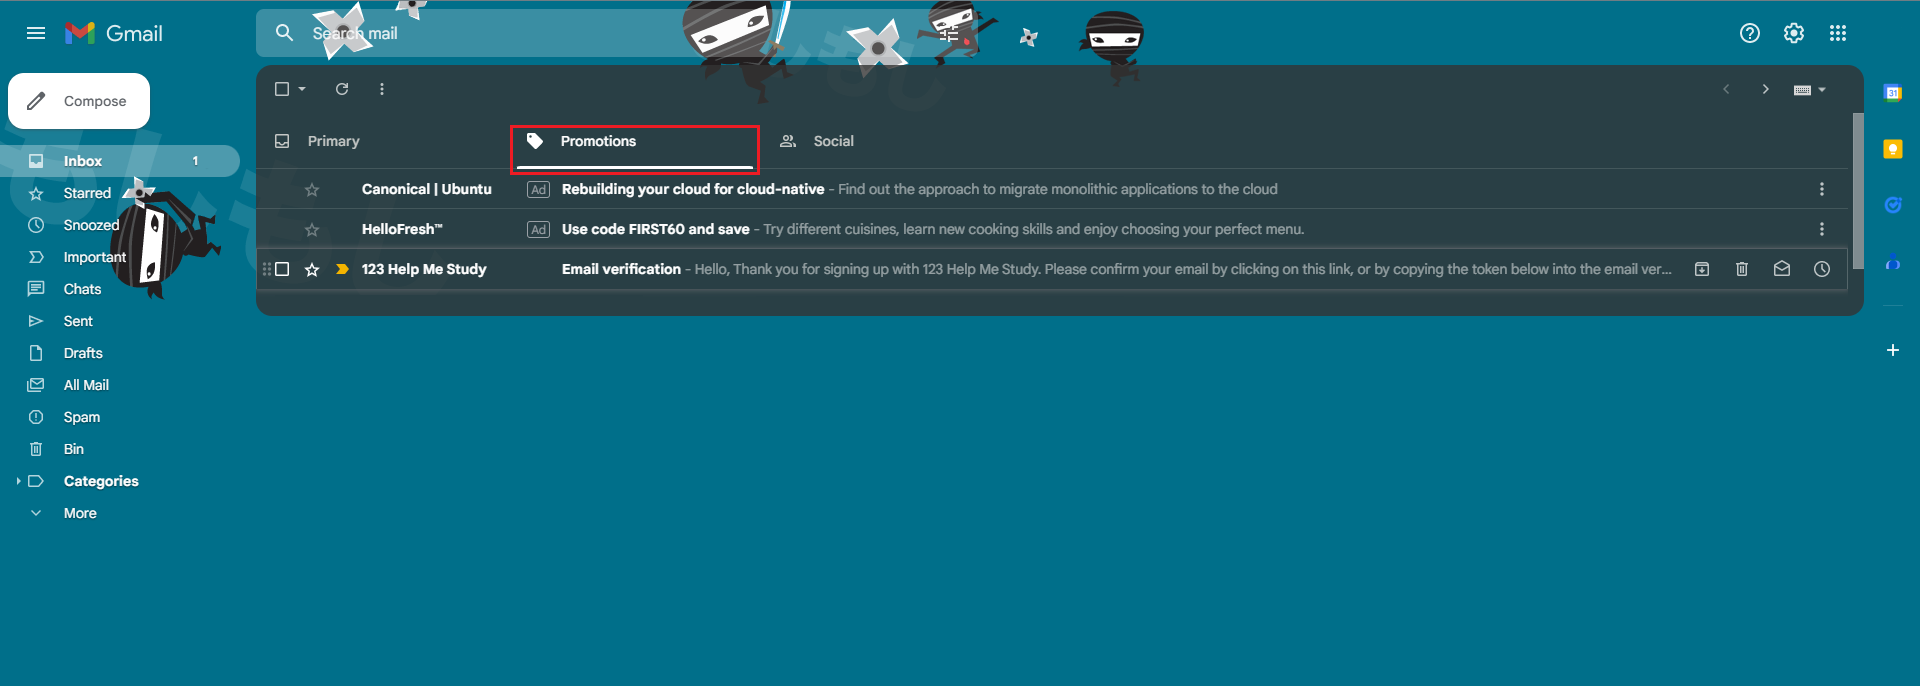 Gmail
Search mail
Compose
Inbox 1
Starred
Snoozed
Important
Chats
Sent
Drafts
All Mail
Spam
Bin
Categories
More
Primary Promotions Social
Canonical | Ubuntu Ad Rebuilding your cloud for cloud-native - Find out the approach to migrate monolithic applications to the cloud
HelloFresh™ Ad Use code FIRST60 and save - Try different cuisines, learn new cooking skills and enjoy choosing your perfect menu.
123 Help Me Study Email verification - Hello, Thank you for signing up with 123 Help Me Study. Please confirm your email by clicking on this link, or by copying the token below into the email ver...
31